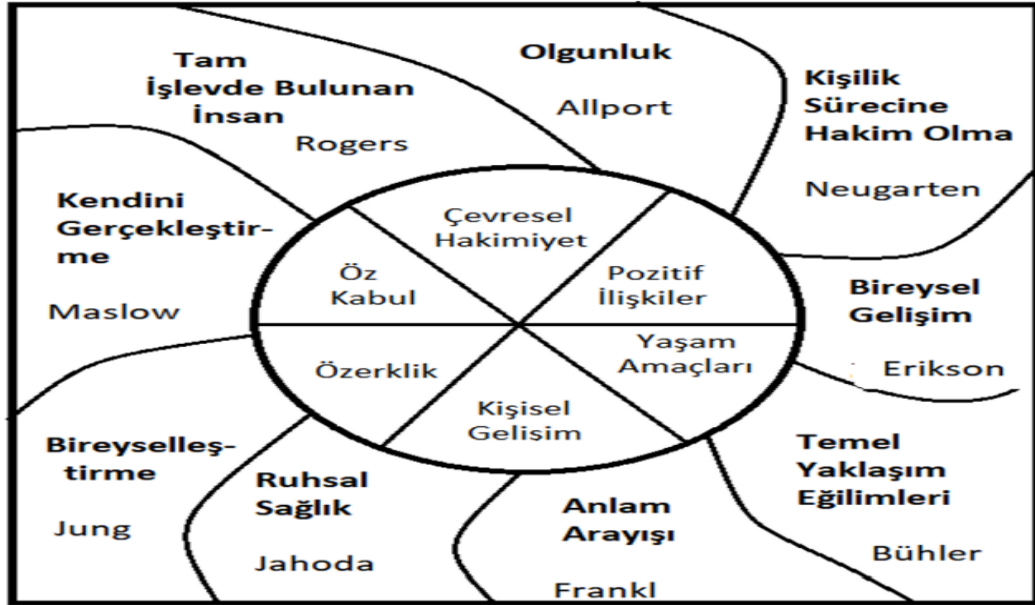 Tam
İşlevde Bulunan
İnsan
Rogers
Olgunluk
Allport
Kişilik
Sürecine
Hakim Olma
Neugarten
Kendini
Gerçekleştir-
me
Maslow
Çevresel
Hakimiyet
Öz
Kabul
Pozitif
İlişkiler
Özerklik
Yaşam
Amaçları
Kişisel
Gelişim
Bireysel
Gelişim
Erikson
Bireyselleş-
tirme
Jung
Ruhsal
Sağlık
Jahoda
Anlam
Arayışı
Frankl
Temel
Yaklaşım
Eğilimleri
Bühler